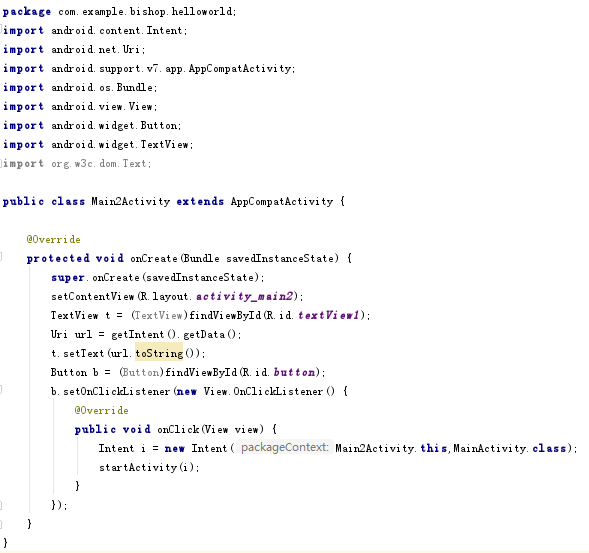 package com.example.bishop.helloworld;
import android.content.Intent;
import android.net.Uri;
import android.support.v7.app.AppCompatActivity;
import android.os.Bundle;
import android.view.View;
import android.widget.Button;
import android.widget.TextView;
import org.w3c.dom.Text;

public class Main2Activity extends AppCompatActivity {

    @Override
    protected void onCreate(Bundle savedInstanceState) {
        super.onCreate(savedInstanceState);
        setContentView(R.layout.activity_main2);
        TextView t = (TextView)findViewById(R.id.textView1);
        Uri url = getIntent().getData();
        t.setText(url.toString());
        Button b = (Button)findViewById(R.id.button);
        b.setOnClickListener(new View.OnClickListener() {
            @Override
            public void onClick(View view) {
                Intent i = new Intent( packageContext: Main2Activity.this,MainActivity.class);
                startActivity(i);
            }
        });
    }
}